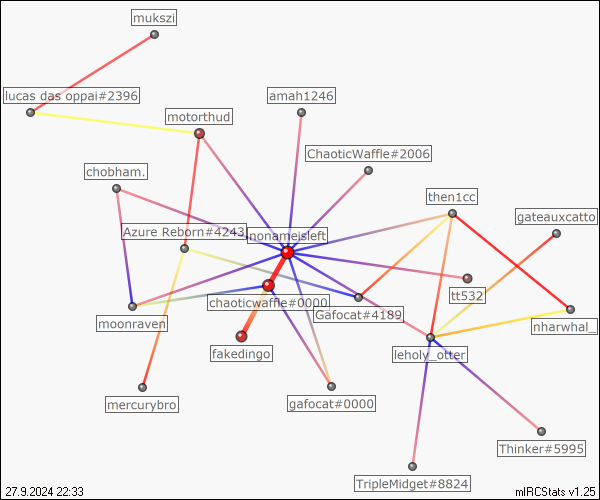 mukszi
lucas das oppai#2396
amah1246
motorthud
ChaoticWaffle#2006
chobham.
then1cc
gateauxcatto
Azure Reborn#4243
nonamejsleft
tt532
chaoticwaffle#0000
Gafocat#4189
moonraven
nharwhal_
fakedingo
leholy_otter
mercurybro
gafocat#0000
Thinker#5995
TripleMidget#8824
27.9.2024 22:33
mIRCStats v1.25